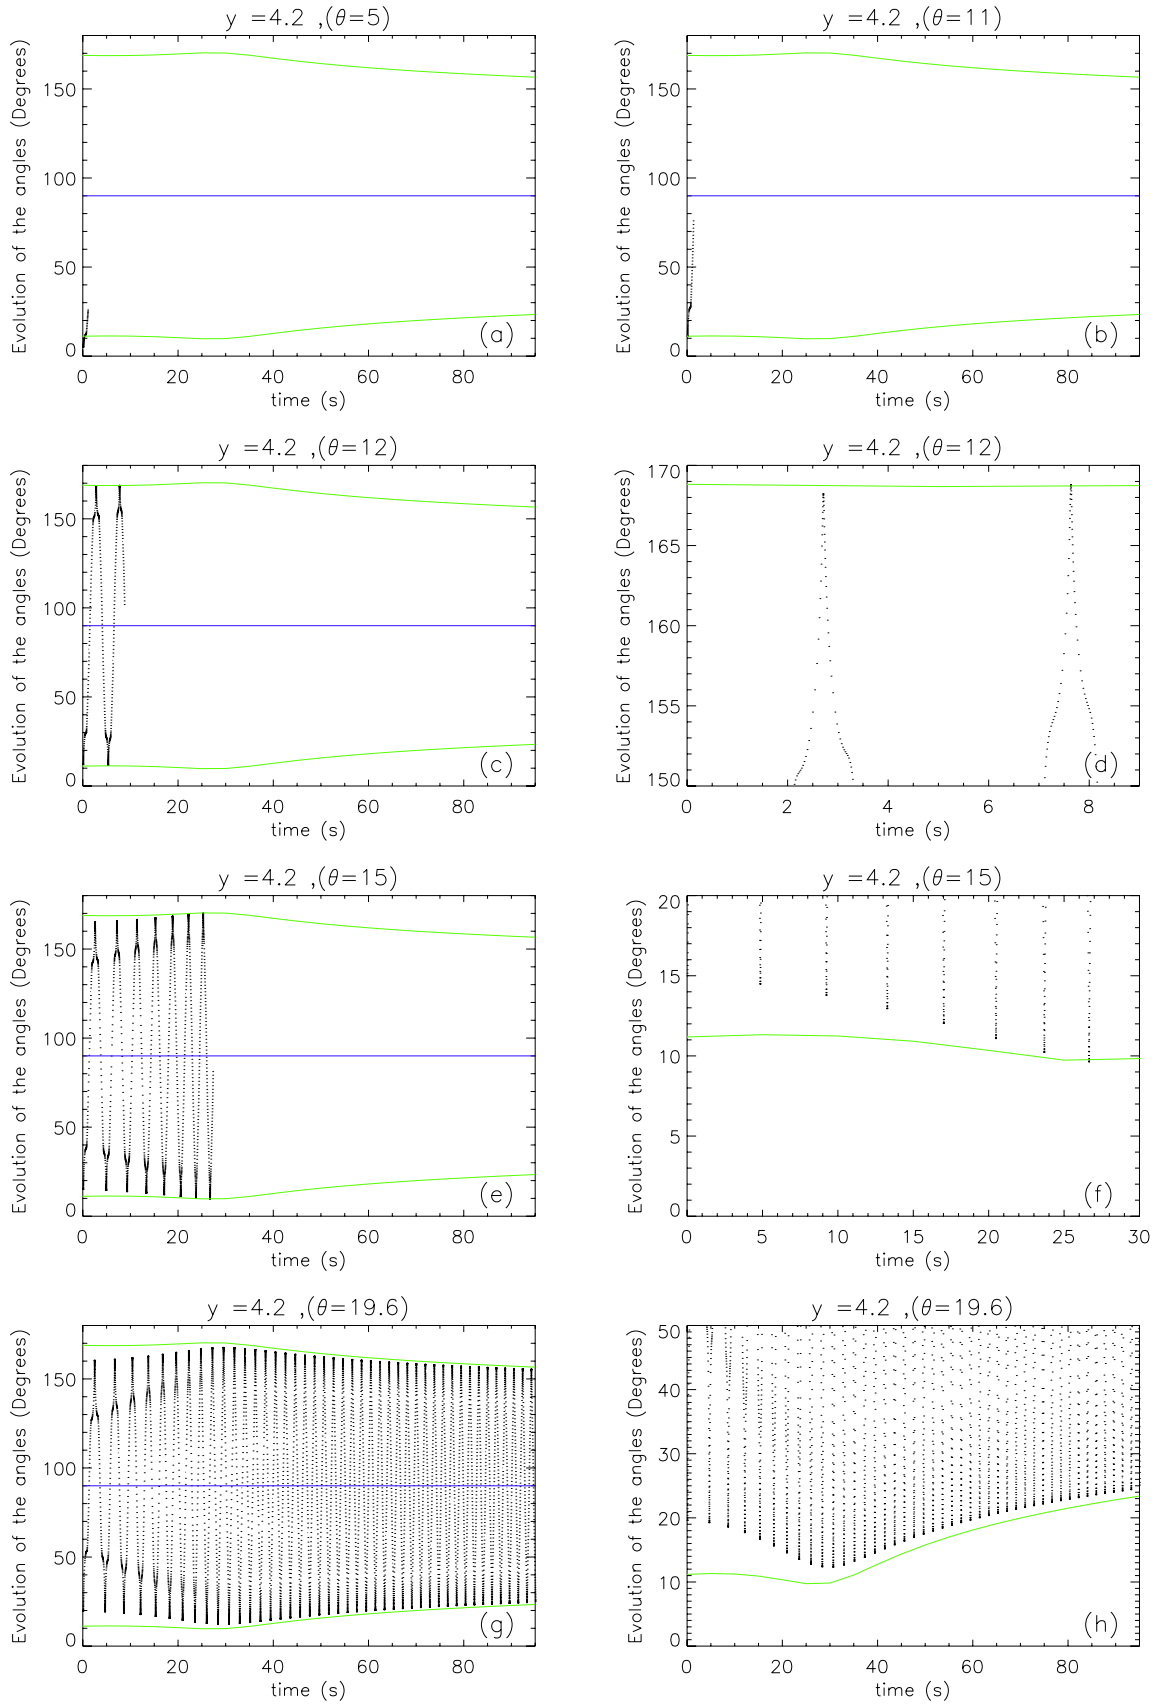 y =4.2 ,(θ=5)
Evolution of the angles (Degrees)
150
100
50
0
(a)
0 20 40 60 80
time (s)
y =4.2 ,(θ=11)
Evolution of the angles (Degrees)
150
100
50
0
(b)
0 20 40 60 80
time (s)
y =4.2 ,(θ=12)
Evolution of the angles (Degrees)
150
100
50
0
(c)
0 20 40 60 80
time (s)
y =4.2 ,(θ=12)
Evolution of the angles (Degrees)
170
165
160
155
150
(d)
0 2 4 6 8
time (s)
y =4.2 ,(θ=15)
Evolution of the angles (Degrees)
150
100
50
0
(e)
0 20 40 60 80
time (s)
y =4.2 ,(θ=15)
Evolution of the angles (Degrees)
20
15
10
5
0
(f)
0 5 10 15 20 25 30
time (s)
y =4.2 ,(θ=19.6)
Evolution of the angles (Degrees)
150
100
50
0
(g)
0 20 40 60 80
time (s)
y =4.2 ,(θ=19.6)
Evolution of the angles (Degrees)
50
40
30
20
10
0
(h)
0 20 40 60 80
time (s)